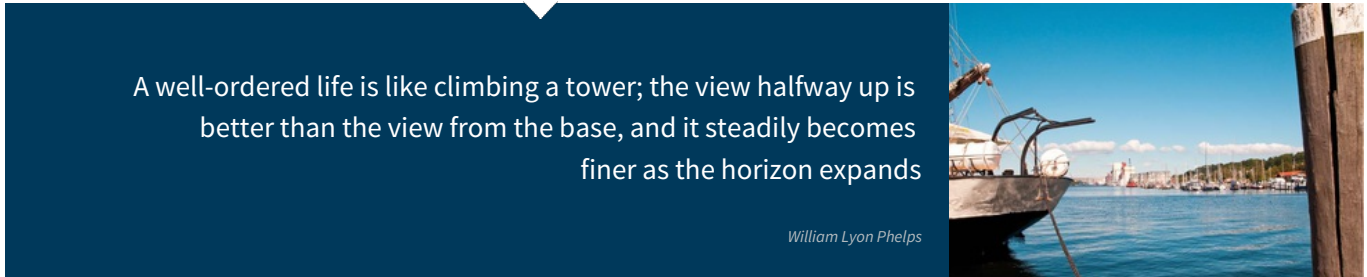 A well-ordered life is like climbing a tower; the view halfway up is
better than the view from the base, and it steadily becomes
finer as the horizon expands
William Lyon Phelps